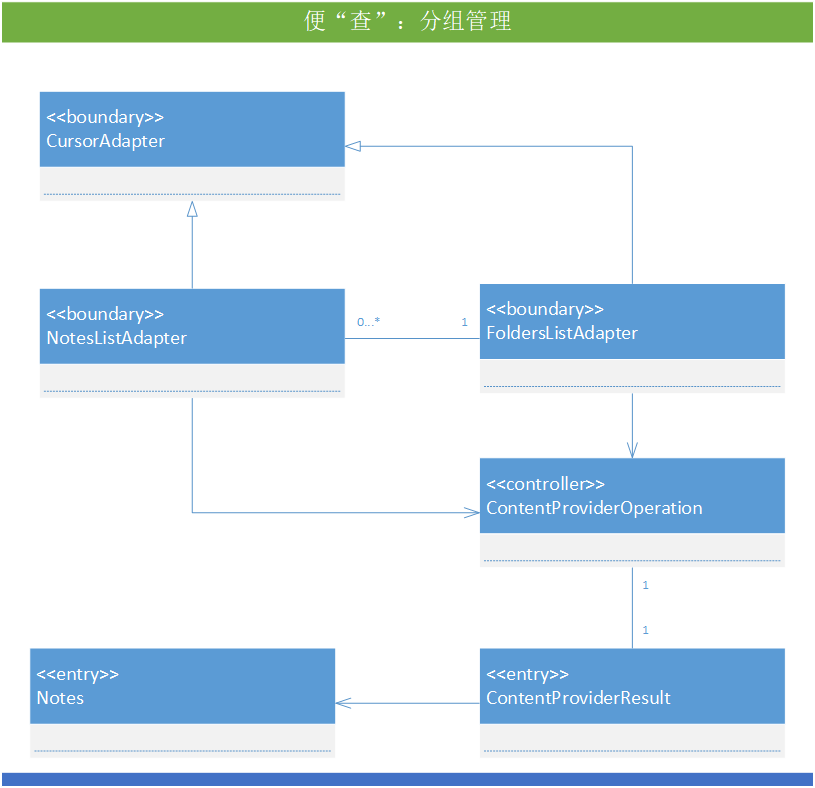 便“查”：分组管理
<<boundary>>
CursorAdapter
<<boundary>>
NotesListAdapter
0...*
1
<<boundary>>
FoldersListAdapter
<<controller>>
ContentProviderOperation
1
1
<<entry>>
Notes
<<entry>>
ContentProviderResult